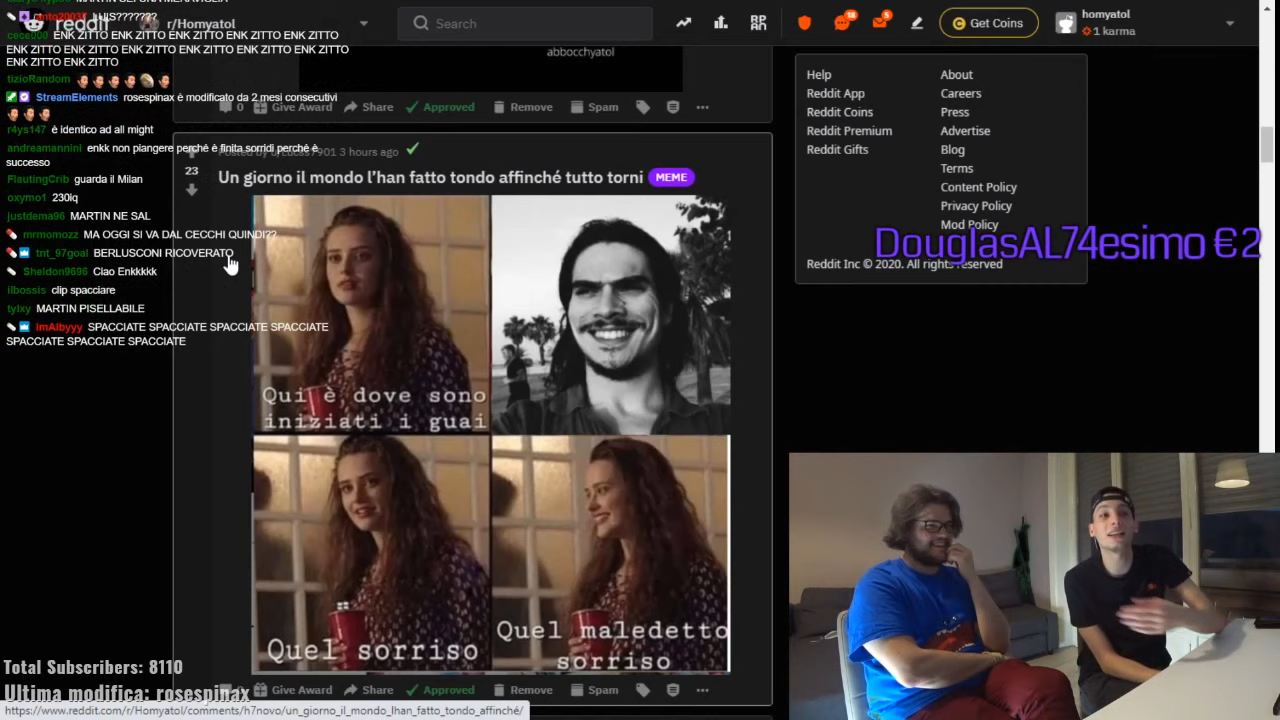 reddit
r/Homyatol
Search
18
5
Get Coins
homyatol
1 karma
cece000 ENK ZITTO ENK ZITTO ENK ZITTO ENK ZITTO
ENK ZITTO ENK ZITTO ENK ZITTO ENK ZITTO ENK ZITTO
ENK ZITTO ENK ZITTO
tizioRandom
StreamElements rosespinax è modificato da 2 mesi consecutivi
r4ys147 è identico ad all might
andreamannini enkk non piangere perché è finita sorridi perché è
successo
FlautingCrib guarda il Milan
oxymo1 230iq
justdema96 MARTIN NE SAL
mrmomozz MA OGGI SI VA DAL CECCHI QUINDI??
tnt_97goal BERLUSCONI RICOVERATO
Sheldon9696 Ciao Enkkkkk
ilbossis clip spacciare
tylxy MARTIN PISELLABILE
ImAlbyyy SPACCIATE SPACCIATE SPACCIATE SPACCIATE
SPACCIATE SPACCIATE SPACCIATE
Total Subscribers: 8110
Ultima modifica: rosespinax
https://www.reddit.com/r/Homyatol/comments/h7novo/un_giorno_il_mondo_lhan_fatto_tondo_affinché/
abbocchyatol
0 Give Award Share Approved Remove Spam
Posted by 3 hours ago
23
Un giorno il mondo l'han fatto tondo affinché tutto torni MEME
Qui è dove sono
iniziati i guai
Quel sorriso
Quel maledetto
sorriso
Give Award Share Approved Remove Spam
Help
Reddit App
Reddit Coins
Reddit Premium
Reddit Gifts
About
Careers
Press
Advertise
Blog
Terms
Content Policy
Privacy Policy
Mod Policy
DouglasAL74esimo €2
Reddit Inc © 2020. All rights reserved